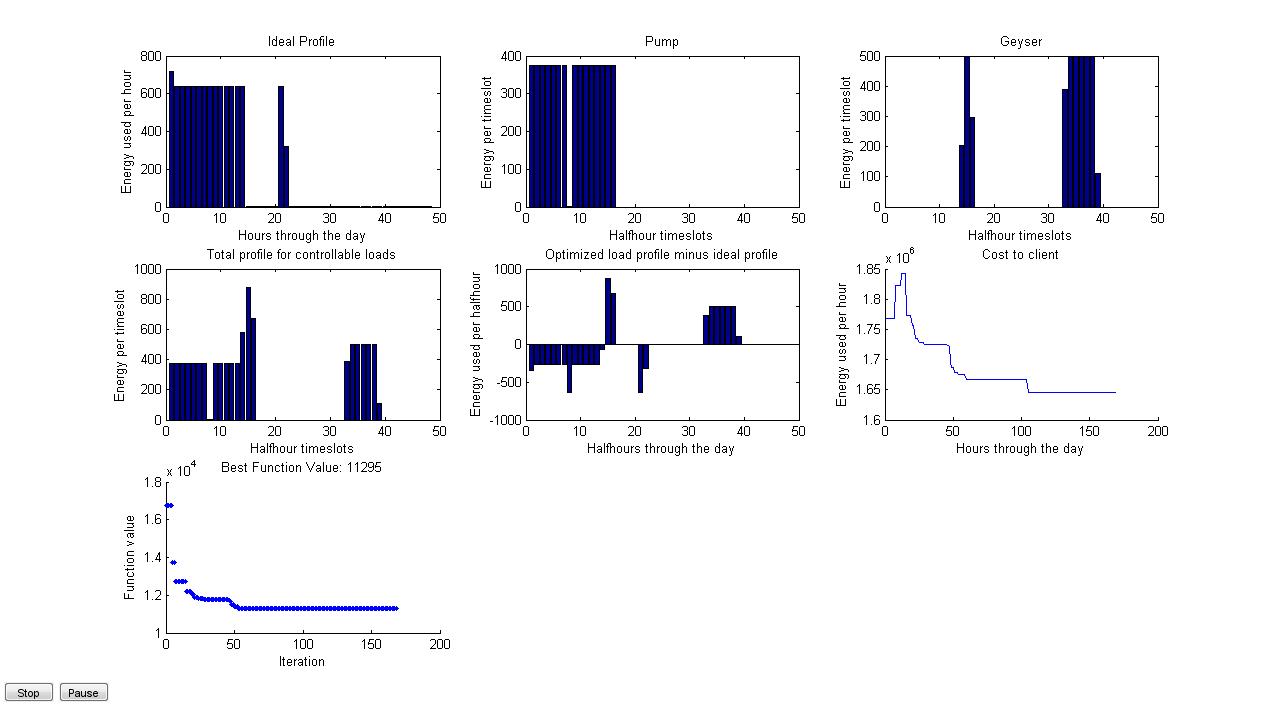 Ideal Profile
800
600
400
200
0
Energy used per hour
0 10 20 30 40 50
Hours through the day
Pump
400
300
200
100
0
Energy per timeslot
0 10 20 30 40 50
Halfhour timeslots
Geyser
500
400
300
200
100
0
Energy per timeslot
0 10 20 30 40 50
Halfhour timeslots
Total profile for controllable loads
1000
800
600
400
200
0
Energy per timeslot
0 10 20 30 40 50
Halfhour timeslots
Optimized load profile minus ideal profile
1000
500
0
-500
-1000
Energy used per halfhour
0 10 20 30 40 50
Halfhours through the day
x 10^6
Cost to client
1.85
1.8
1.75
1.7
1.65
1.6
Energy used per hour
0 50 100 150 200
Hours through the day
x 10^4
Best Function Value: 11295
1.8
1.6
1.4
1.2
1
Function value
0 50 100 150 200
Iteration
Stop Pause